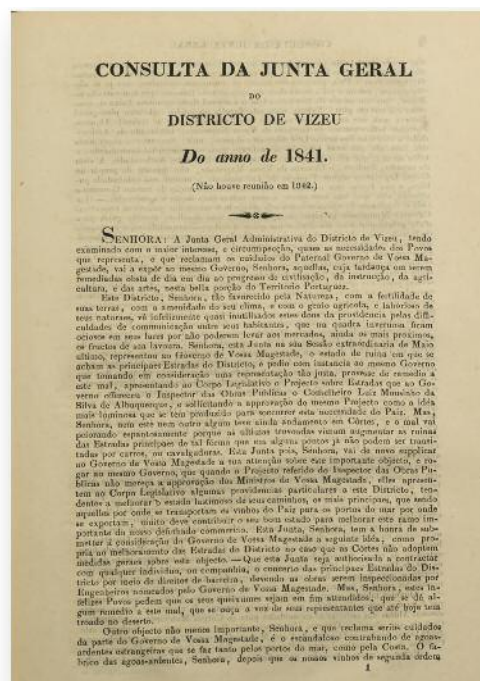 CONSULTA DA JUNTA GERAL
DO
DISTRICTO DE VIZEU
Do anno de 1841.
(Não houve reunião em 1842.)
SENHORA: A Junta Geral Administrativa do Districto de Vizeu, tendo
examinado com o maior interesse, e circumspecção, quaes as necessidades dos Povos
que representa, e que reclamam os cuidados do Paternal Governo de Vossa Ma-
gestade, vai a expôr ao mesmo Governo, Senhora, aquellas, cuja tardança em serem
remediadas obsta de dia em dia ao progresso da civilisação, da instrucção, da agri-
cultura, e das artes, nesta bella porção do Territorio Portuguez.
Este Districto, Senhora, tão favorecido pela Natureza, com a fertilidade de
suas terras, com a amenidade do seu clima, e com o genio agricola, e laborioso de
seus naturaes, vê infelizmente quasi inutilisados estes dons da providencia pelas diffi-
culdades de communicação entre seus habitantes, que na quadra invernosa ficam
ociosos em seus lares por não poderem levar aos mercados, ainda os mais proximos,
os fructos de sua lavoura. Senhora, esta Junta na sua Sessão extraordinaria de Maio
ultimo, representou ao Governo de Vossa Magestade, o estado de ruina em que se
acham as principaes Estradas do Districto, e pediu com instancia ao mesmo Governo
que tomando em consideração uma representação tão justa, provesse de remedio a
este mal, apresentando ao Corpo Legislativo o Projecto sobre Estradas que ao Go-
verno offereceu o Inspector das Obras Publicas o Conselheiro Luiz Mousinho da
Silva de Albuquerque, e sollicitando a approvação do mesmo Projecto como a idéa
mais luminosa que se tem produzido para soccorrer esta necessidade do Paiz. Mas,
Senhora, nem este nem outro algum teve ainda andamento em Côrtes, e o mal vai
peiorando espantosamente porque as ultimas trovoadas vieram augmentar as ruinas
das Estradas principaes de tal fórma que em alguns pontos já não podem ser transi-
tadas por carros, ou cavalgaduras. Esta Junta pois, Senhora, vai de novo supplicar
ao Governo de Vossa Magestade a sua attenção sobre este importante objecto, e ro-
gar ao mesmo Governo, que quando o Projecto referido do Inspector das Obras Pu-
blicas não mereça a approvação dos Ministros de Vossa Magestade, elles apresen-
tem ao Corpo Legislativo algumas providencias particulares a este Districto, ten-
dentes a melhorar o estado lastimoso de seus caminhos, os mais principaes, que sendo
aquelles por onde se transportam os vinhos do Paiz para os portos do mar por onde
se exportam, muito deve contribuir o seu bom estado para melhorar este ramo im-
portante do nosso definhado commercio. Esta Junta, Senhora, tem a honra de sub-
metter á consideração do Governo de Vossa Magestade a seguinte idéa, como pro-
pria ao melhoramento das Estradas do Districto no caso que as Côrtes não adoptem
medidas geraes sobre este objecto. — Que esta Junta seja authorisada a contractar
com qualquer individuo, ou companhia, o concerto das principaes Estradas do Dis-
tricto por meio de direitos de barreira, devendo as obras serem inspeccionadas por
Engenheiros nomeados pelo Governo de Vossa Magestade. Mas, Senhora, estes in-
felizes Povos pedem que os seus queixumes sejam em fim attendidos, que se dê al-
gum remedio a este mal, que se ouça a voz de seus representantes que até hoje tem
troado no deserto.
Outro objecto não menos importante, Senhora, e que reclama serios cuidados
da parte do Governo de Vossa Magestade, é o escandaloso contrabando de agoas-
ardentes estrangeiras que se faz tanto pelos portos do mar, como pela Costa. O fa-
brico das agoas-ardentes, Senhora, depois que os nossos vinhos de segunda ordem
1